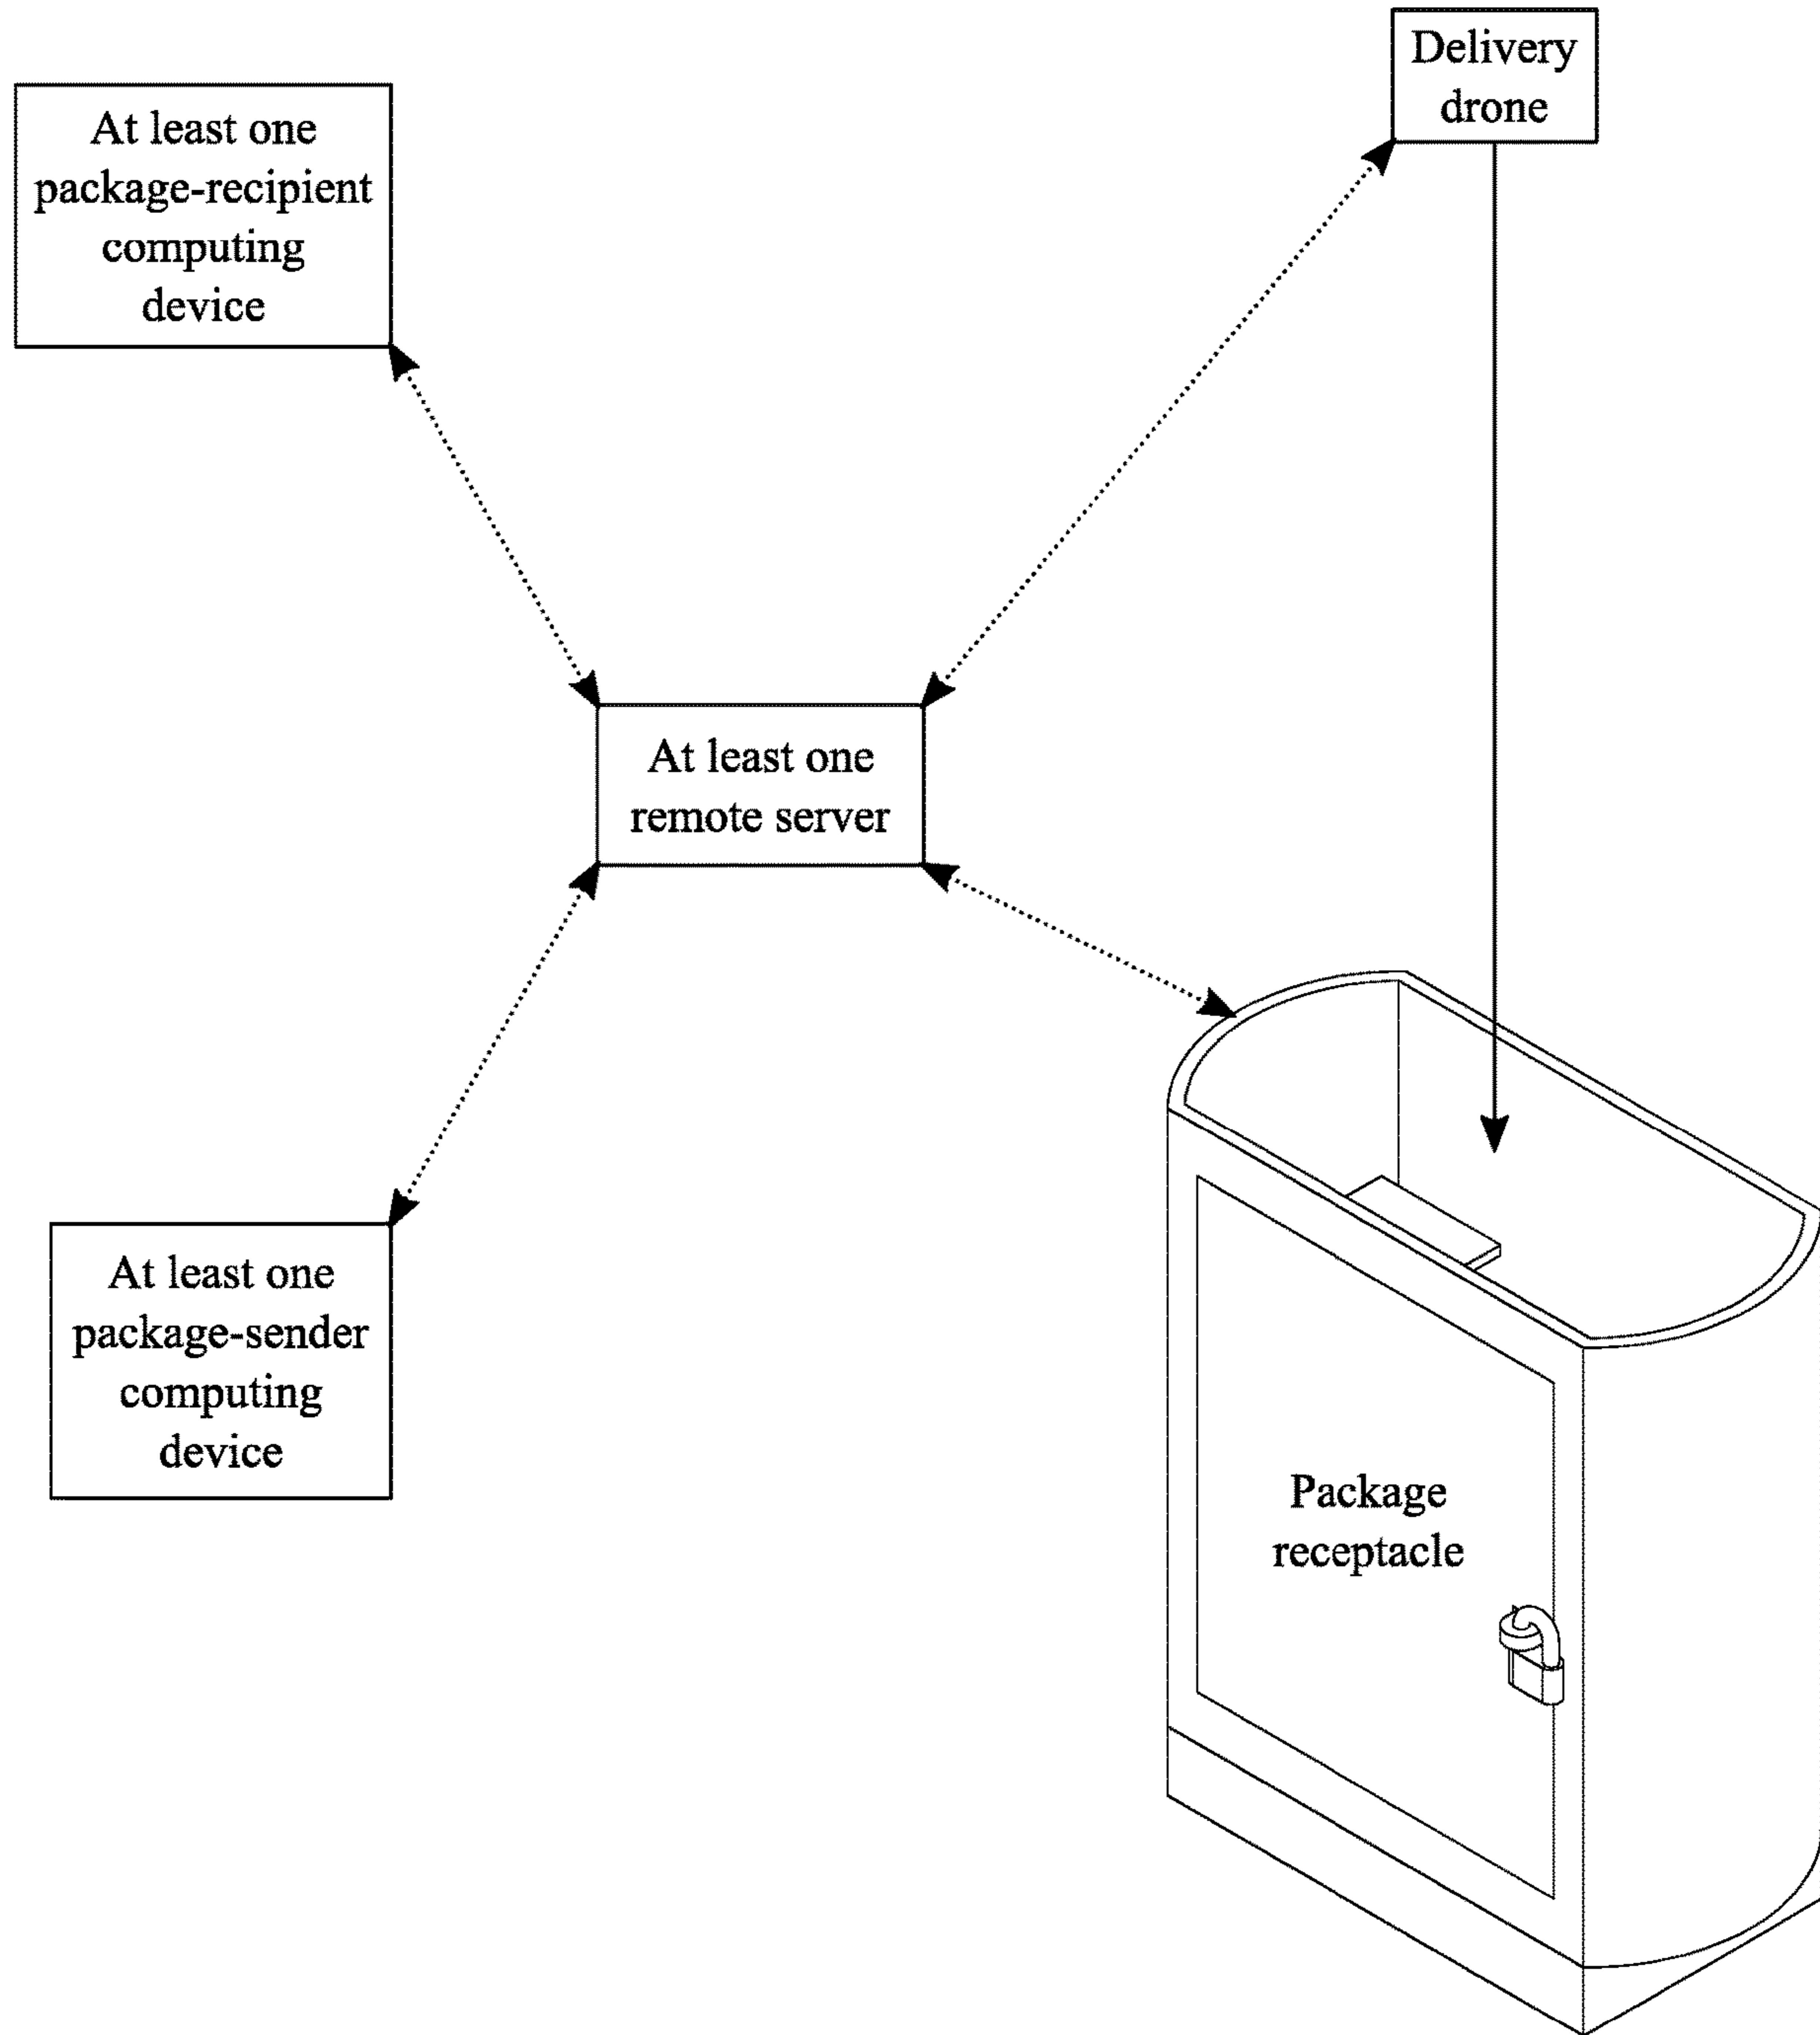 Delivery
drone
At least one
package-recipient
computing
device
At least one
remote server
At least one
package-sender
computing
device
Package
receptacle